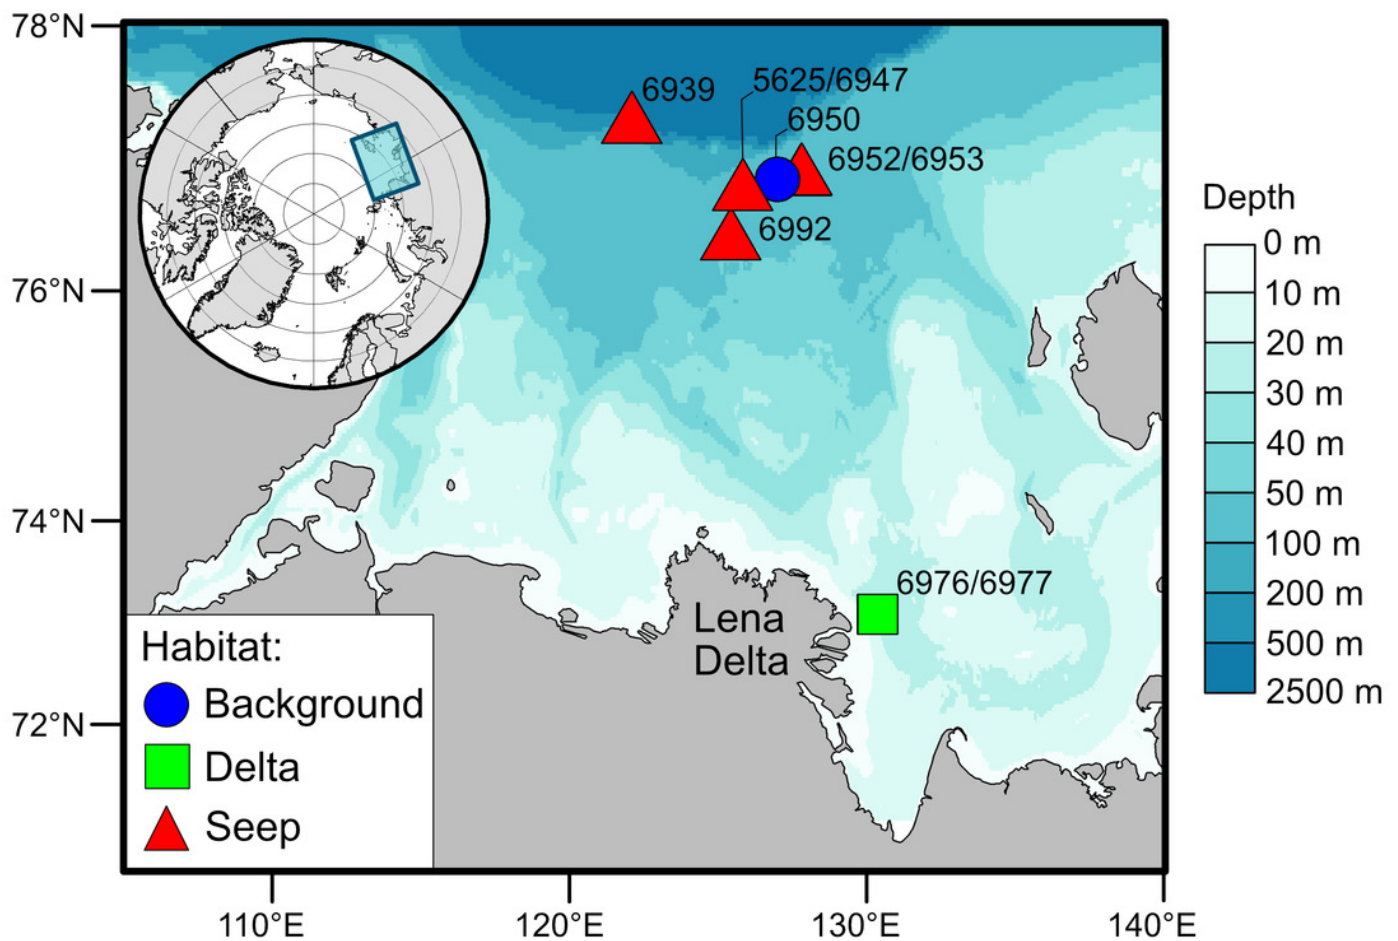 78°N
76°N
74°N
72°N
6939
5625/6947
6950
6952/6953
6992
6976/6977
Lena
Delta
Habitat:
Background
Delta
Seep
110°E
120°E
130°E
140°E
Depth
0 m
10 m
20 m
30 m
40 m
50 m
100 m
200 m
500 m
2500 m